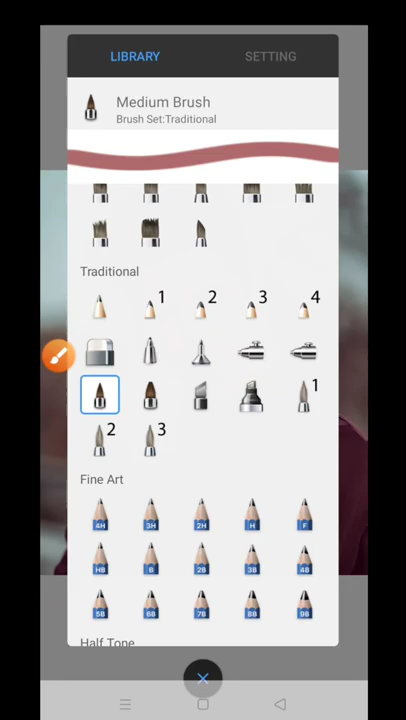 LIBRARY
SETTING
Medium Brush
Brush Set:Traditional
Traditional
1
2
3
4
1
2
3
Fine Art
4H
3H
2H
H
F
HB
B
2B
3B
4B
5B
6B
7B
8B
9B
Half Tone